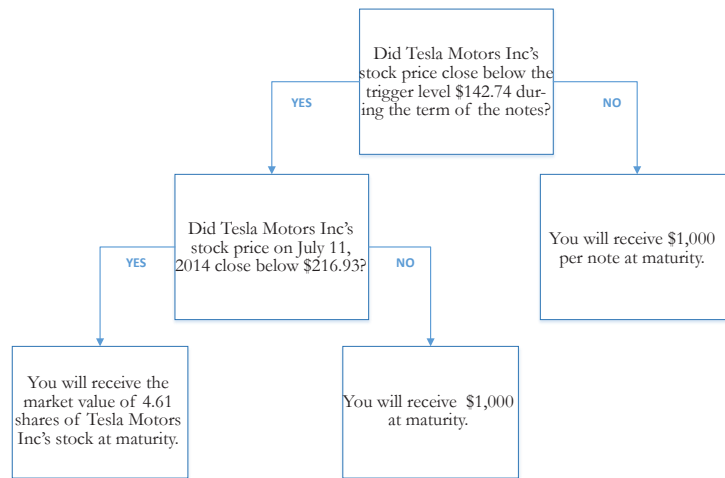 Did Tesla Motors Inc's
stock price close below the
trigger level $142.74 dur-
ing the term of the notes?
YES
NO
Did Tesla Motors Inc's
stock price on July 11,
2014 close below $216.93?
You will receive $1,000
per note at maturity.
YES
NO
You will receive the
market value of 4.61
shares of Tesla Motors
Inc's stock at maturity.
You will receive $1,000
at maturity.